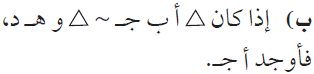 ب) إذا كان △ أ ب جـ ~ △ و هـ د،
فأوجد أ جـ.